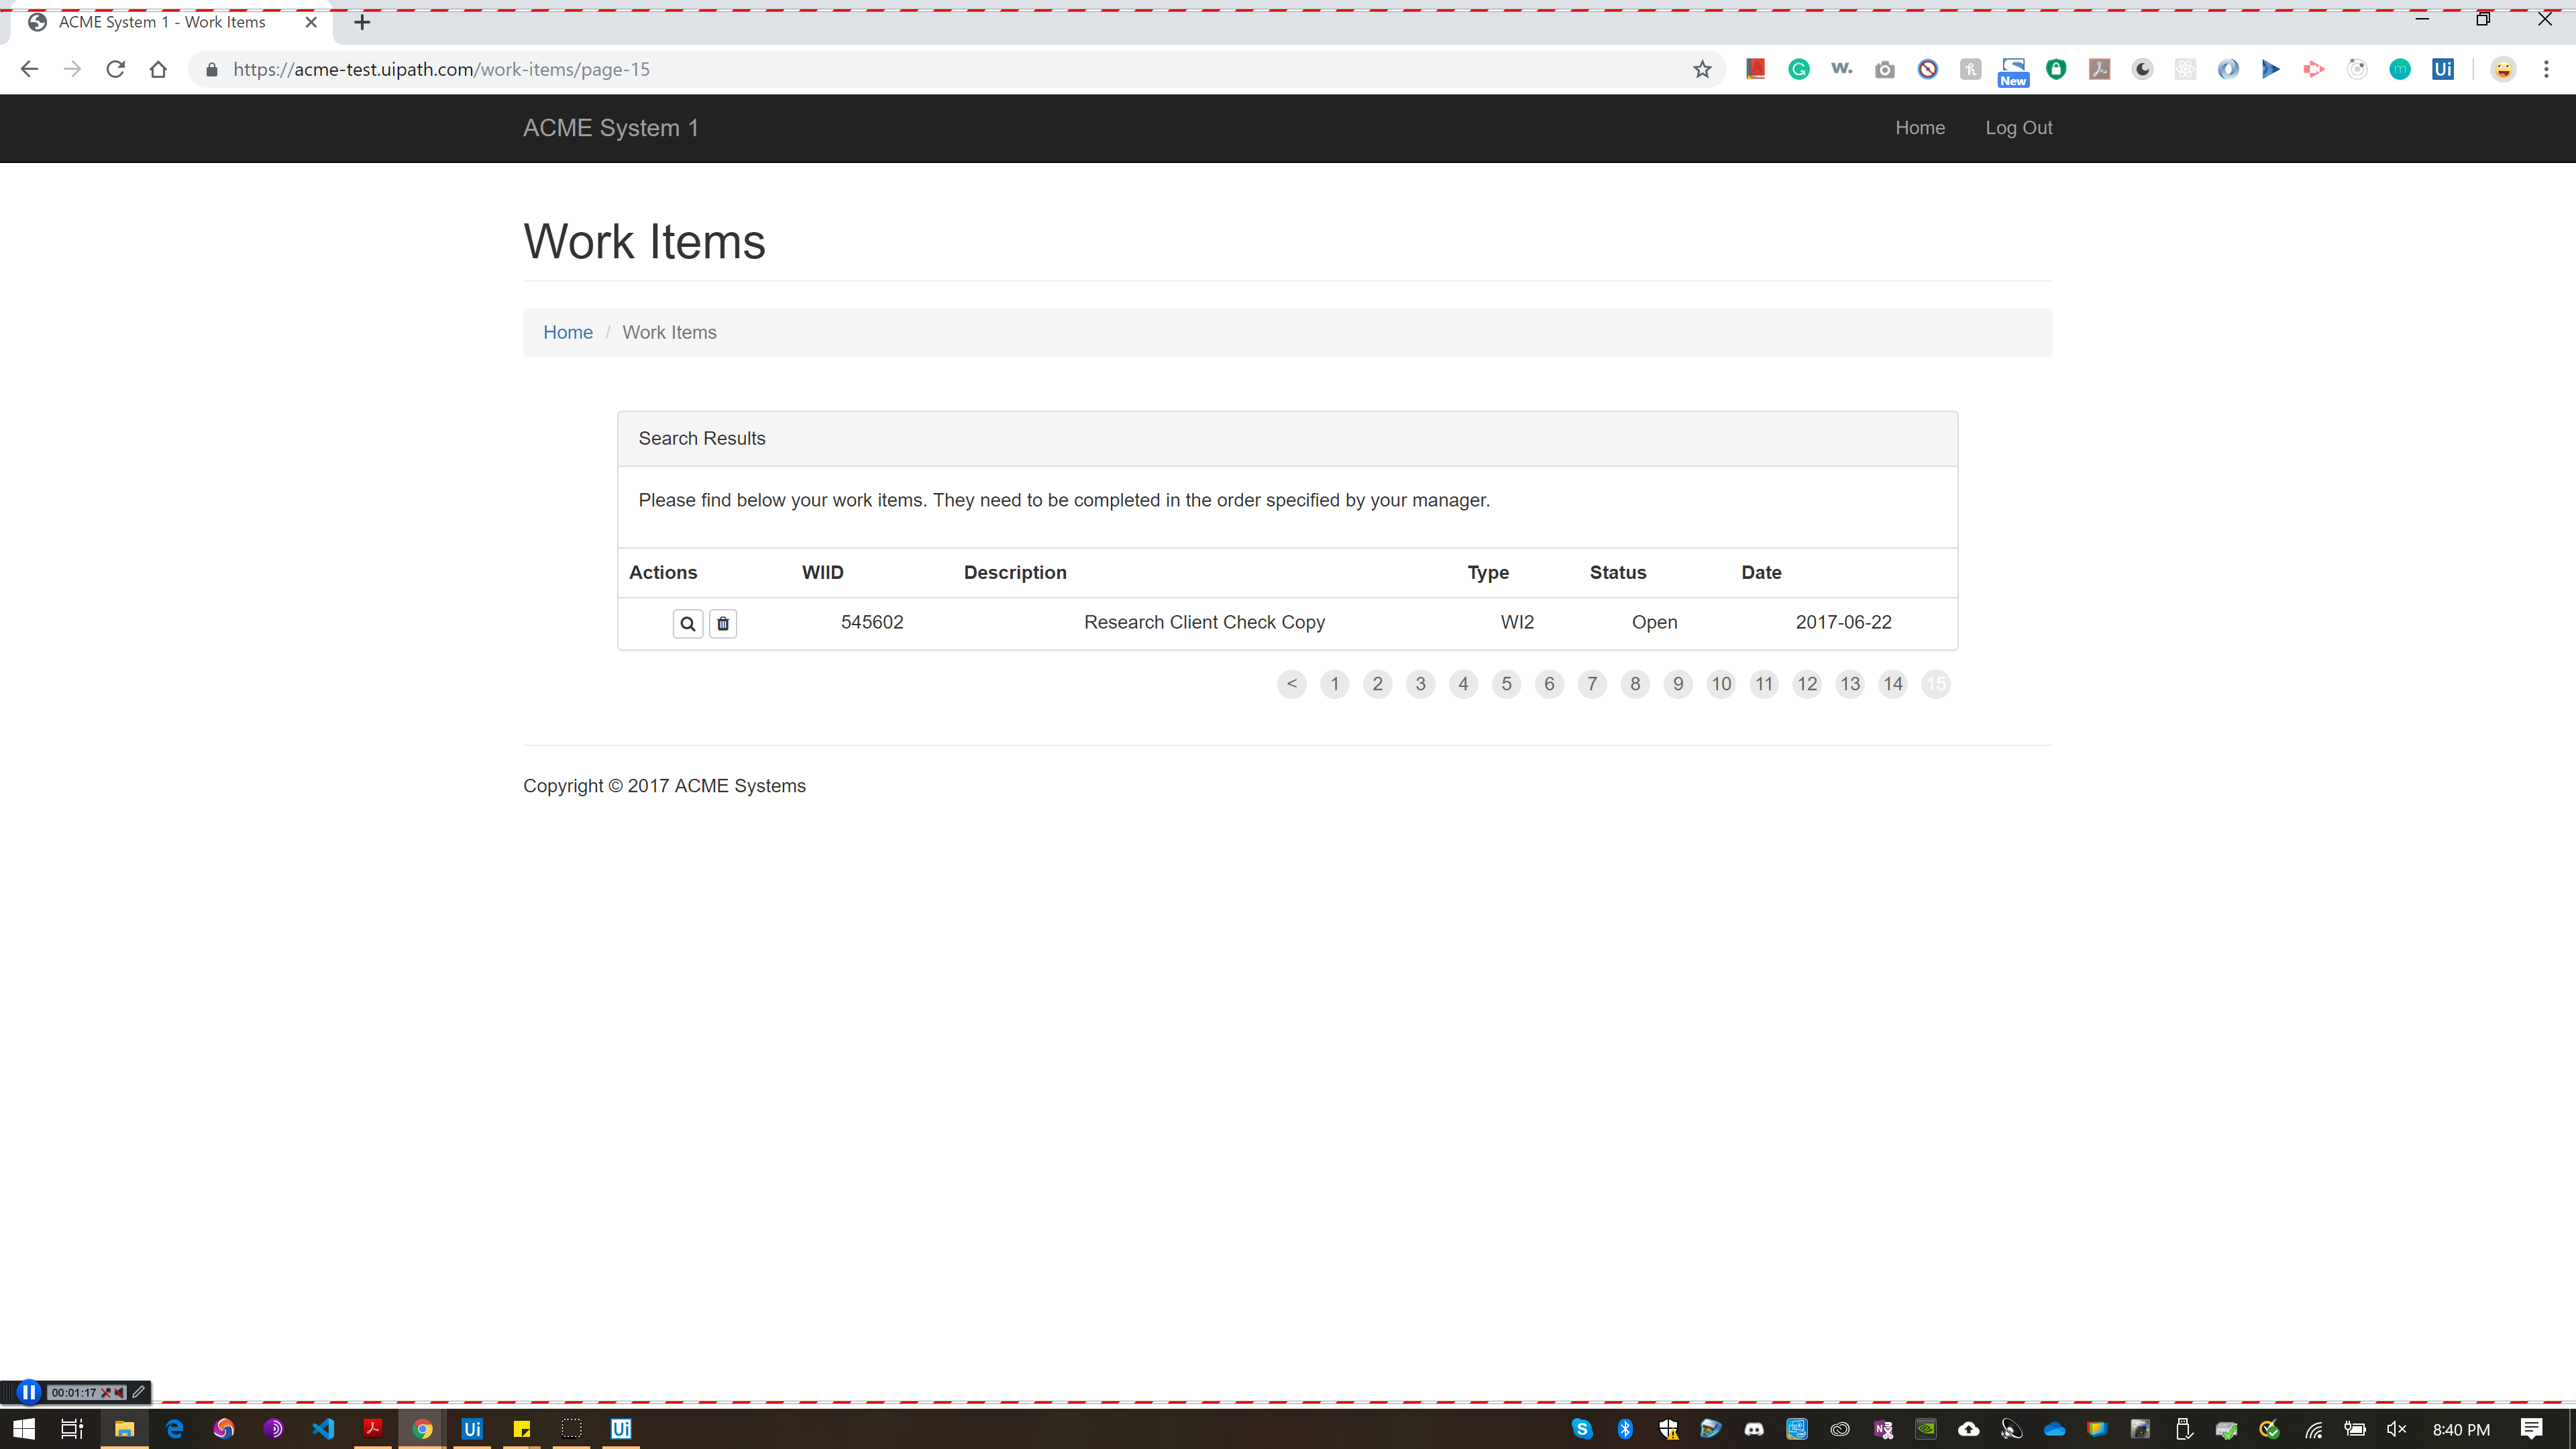 ACME System 1 - Work Items
https://acme-test.uipath.com/work-items/page-15
New
Ui
ACME System 1
Home
Log Out
Work Items
Home / Work Items
Search Results
Please find below your work items. They need to be completed in the order specified by your manager.
Actions WIID Description Type Status Date
545602 Research Client Check Copy WI2 Open 2017-06-22
< 1 2 3 4 5 6 7 8 9 10 11 12 13 14 15
Copyright © 2017 ACME Systems
00:01:17
Ui
Ui
8:40 PM